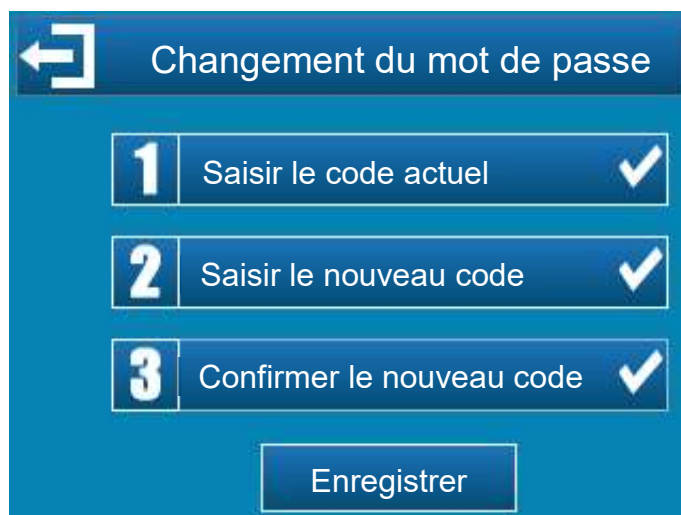 Changement du mot de passe
1 Saisir le code actuel
2 Saisir le nouveau code
3 Confirmer le nouveau code
Enregistrer